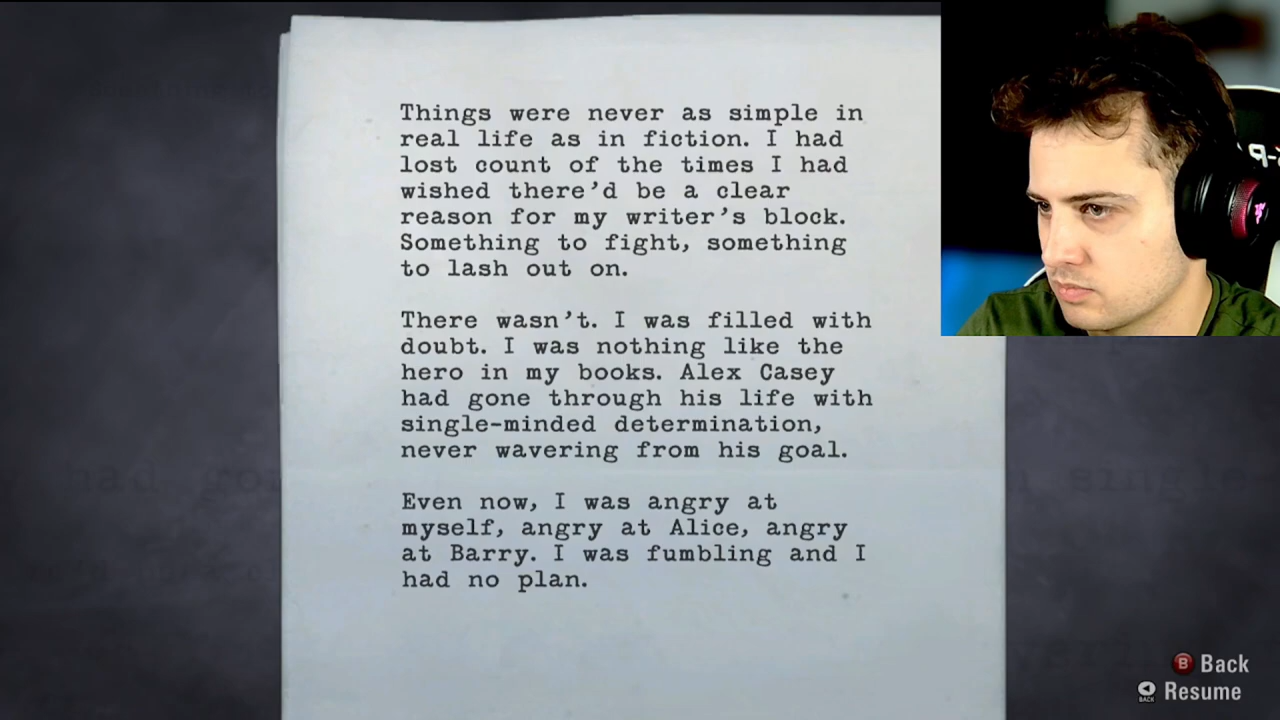 Things were never as simple in
real life as in fiction. I had
lost count of the times I had
wished there'd be a clear
reason for my writer's block.
Something to fight, something
to lash out on.
There wasn't. I was filled with
doubt. I was nothing like the
hero in my books. Alex Casey
had gone through his life with
single-minded determination,
never wavering from his goal.
Even now, I was angry at
myself, angry at Alice, angry
at Barry. I was fumbling and I
had no plan.
B Back
BACK Resume